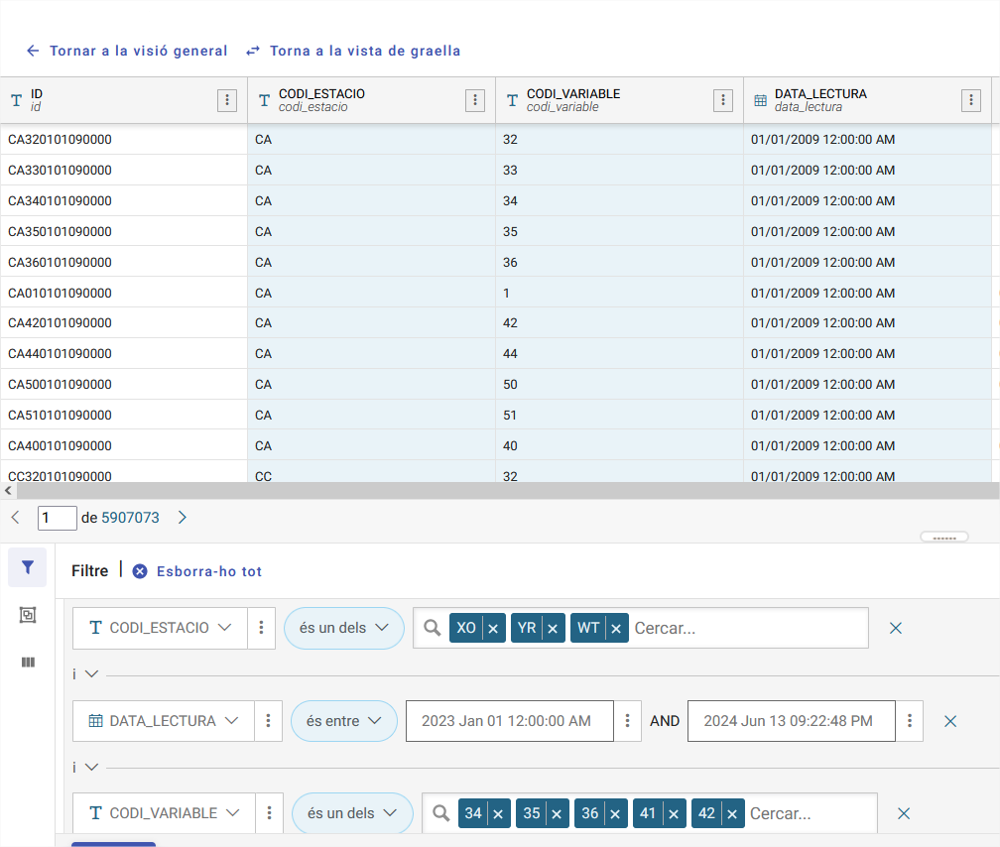 Tornar a la visió general Torna a la vista de graella
ID CODI_ESTACIO CODI_VARIABLE DATA_LECTURA
id codi_estacio codi_variable data_lectura
CA320101090000 CA 32 01/01/2009 12:00:00 AM
CA330101090000 CA 33 01/01/2009 12:00:00 AM
CA340101090000 CA 34 01/01/2009 12:00:00 AM
CA350101090000 CA 35 01/01/2009 12:00:00 AM
CA360101090000 CA 36 01/01/2009 12:00:00 AM
CA010101090000 CA 1 01/01/2009 12:00:00 AM
CA420101090000 CA 42 01/01/2009 12:00:00 AM
CA440101090000 CA 44 01/01/2009 12:00:00 AM
CA500101090000 CA 50 01/01/2009 12:00:00 AM
CA510101090000 CA 51 01/01/2009 12:00:00 AM
CA400101090000 CA 40 01/01/2009 12:00:00 AM
CC320101090000 CC 32 01/01/2009 12:00:00 AM
1 de 5907073
Filtre | Esborra-ho tot
CODI_ESTACIO és un dels XO YR WT Cercar...
i
DATA_LECTURA és entre 2023 Jan 01 12:00:00 AM AND 2024 Jun 13 09:22:48 PM
i
CODI_VARIABLE és un dels 34 35 36 41 42 Cercar...